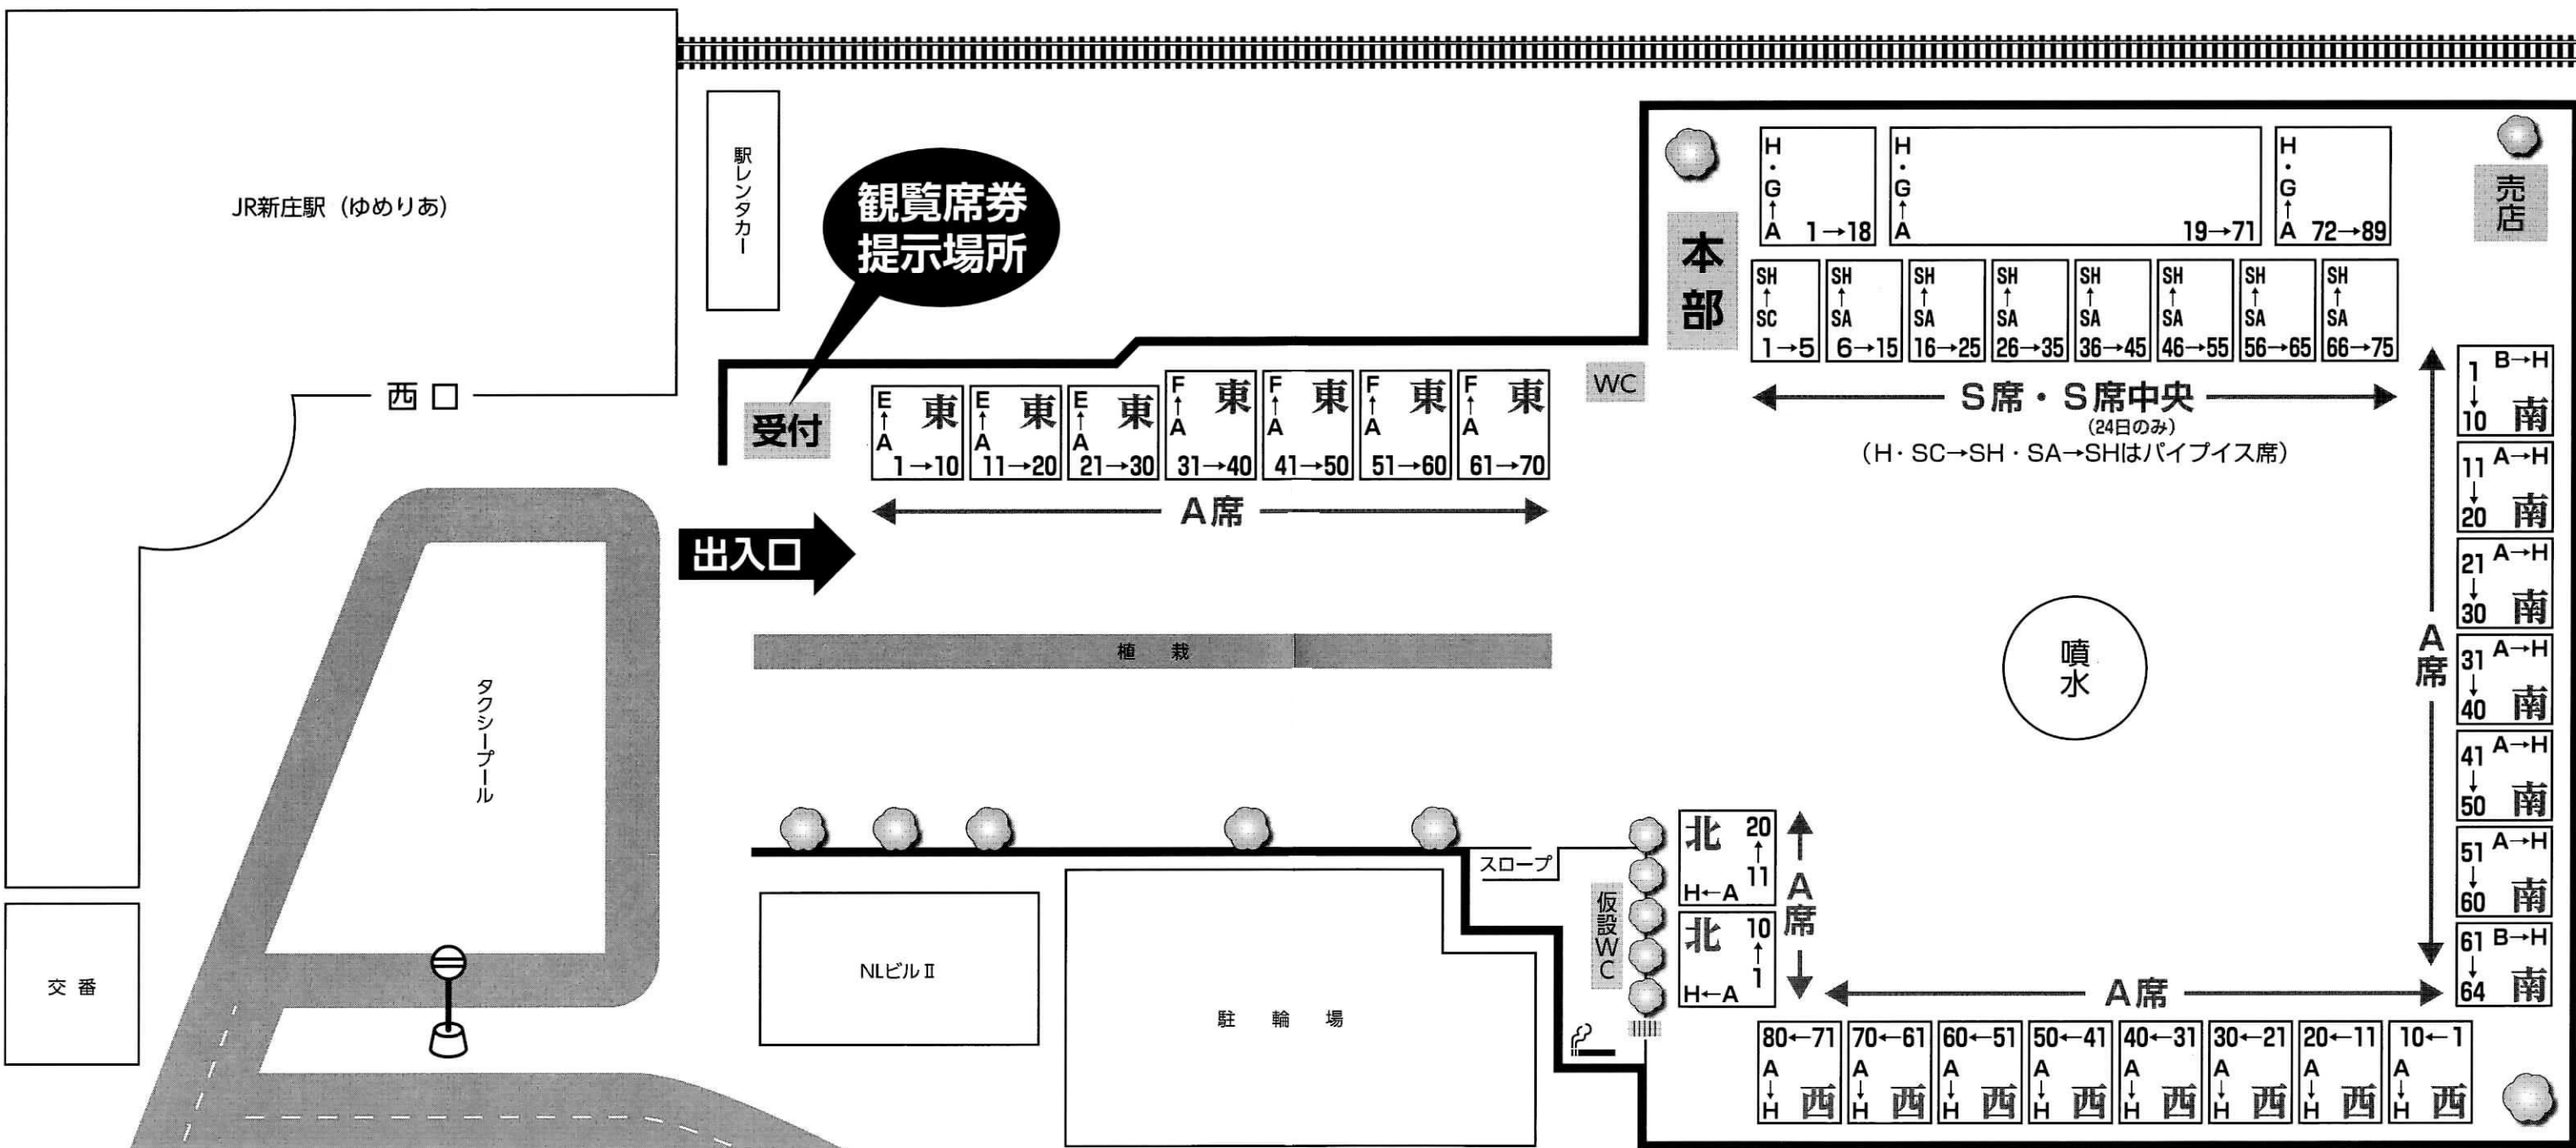 JR新庄駅（ゆめりあ）
駅レンタカー
観覧席券
提示場所
西口
受付
出入口
タクシープール
交番
E↑A 東 1→10
E↑A 東 11→20
E↑A 東 21→30
F↑A 東 31→40
F↑A 東 41→50
F↑A 東 51→60
F↑A 東 61→70
A席
植栽
WC
本部
H・G↑A 1→18
H・G↑A 19→71
H・G↑A 72→89
売店
SH↑SC 1→5
SH↑SA 6→15
SH↑SA 16→25
SH↑SA 26→35
SH↑SA 36→45
SH↑SA 46→55
SH↑SA 56→65
SH↑SA 66→75
S席・S席中央
(24日のみ)
（H・SC→SH・SA→SHはパイプイス席）
1↓10 B→H 南
11↓20 A→H 南
21↓30 A→H 南
31↓40 A→H 南
41↓50 A→H 南
51↓60 A→H 南
61↓64 B→H 南
A席
噴水
スロープ
仮設WC
NLビルⅡ
駐輪場
北 20↑11 H←A
北 10↑1 H←A
A席
A席
80←71 A↓H 西
70←61 A↓H 西
60←51 A↓H 西
50←41 A↓H 西
40←31 A↓H 西
30←21 A↓H 西
20←11 A↓H 西
10←1 A↓H 西